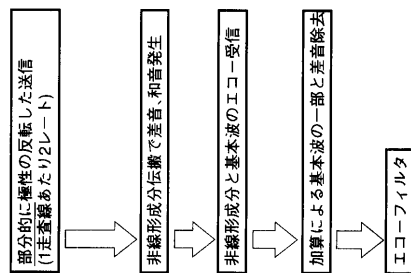 部分的に極性の反転した送信
(1走査線あたり2レート)
非線形成分伝搬で差音、和音発生
非線形成分と基本波のエコー受信
加算による基本波の一部と差音除去
エコーフィルタ